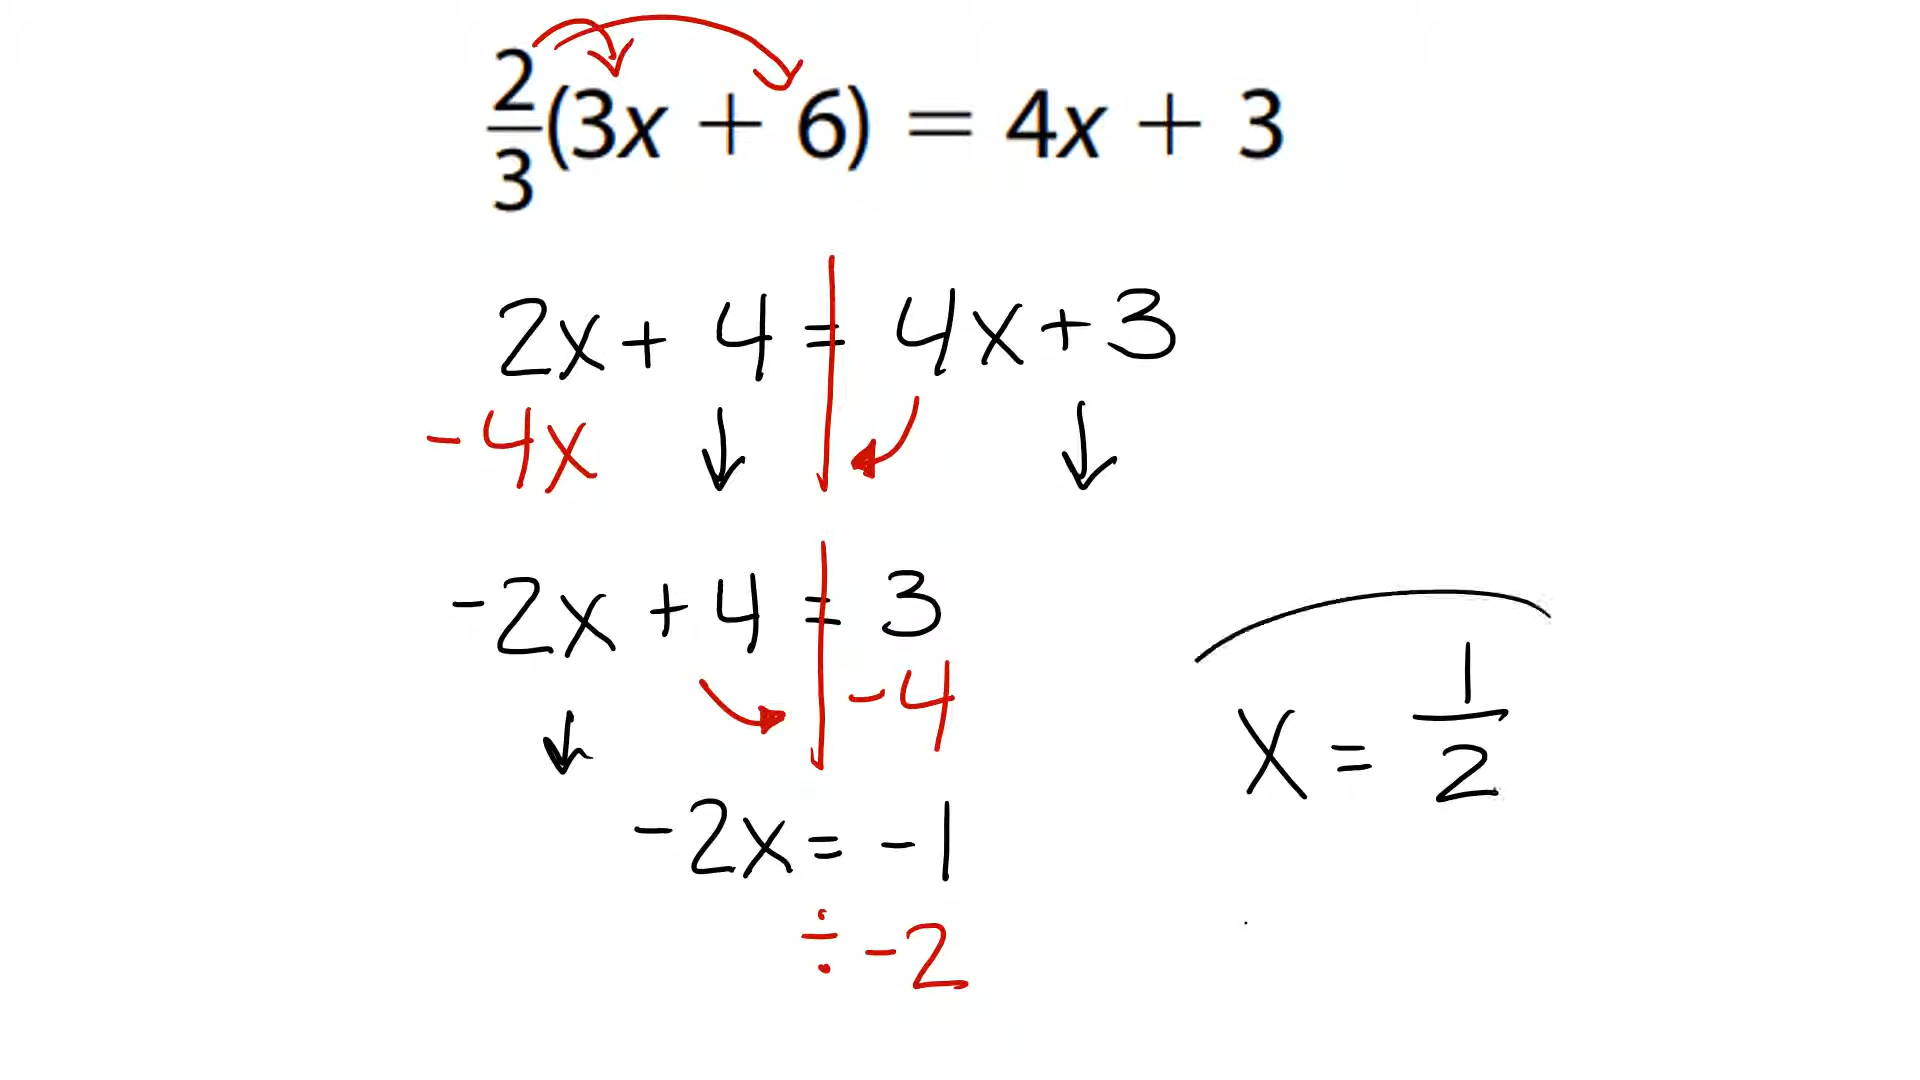 2/3(3x + 6) = 4x + 3
2x + 4 = 4x + 3
-4x
-2x + 4 = 3
-4
-2x = -1
÷ -2
x = 1/2